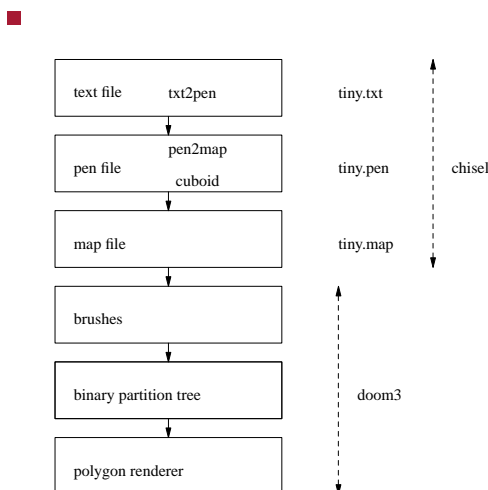 text file txt2pen tiny.txt
pen2map
pen file tiny.pen chisel
cuboid
map file tiny.map
brushes
binary partition tree doom3
polygon renderer